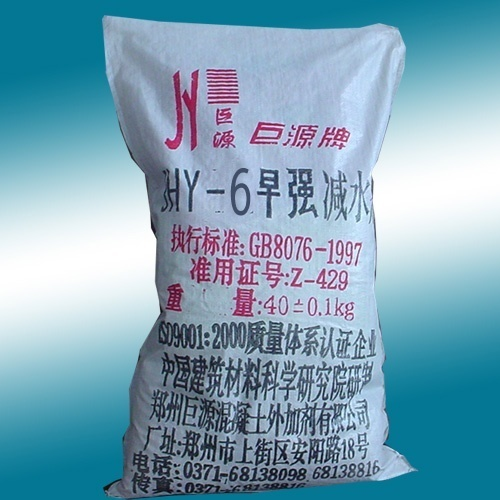 JY
巨源
巨源牌
HY-6早强减水
执行标准:GB8076-1997
准用证号:Z-429
重 量:40±0.1kg
ISO9001:2000质量体系认证企业
中国建筑材料科学研究院研制
郑州巨源混凝土外加剂有限公司
厂址:郑州市上街区安阳路18号
电话:0371-68138098 68138816
传真:0371-68138816